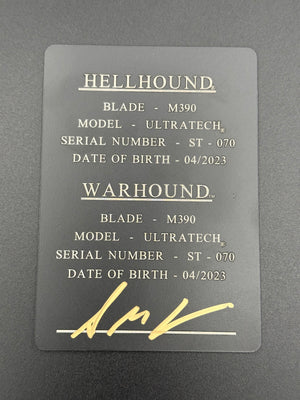 HELLHOUND
BLADE - M390
MODEL - ULTRATECH®
SERIAL NUMBER - ST - 070
DATE OF BIRTH - 04/2023
WARHOUND™
BLADE - M390
MODEL - ULTRATECH®
SERIAL NUMBER - ST - 070
DATE OF BIRTH - 04/2023